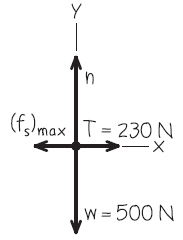 Y
n
(fs)max
T = 230 N
X
w = 500 N